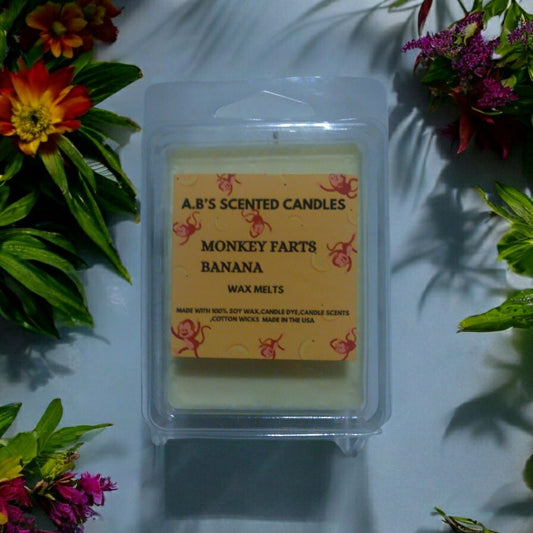 A.B'S SCENTED CANDLES
MONKEY FARTS
BANANA
WAX MELTS
MADE WITH 100% SOY WAX,CANDLE DYE,CANDLE SCENTS
,COTTON WICKS MADE IN THE USA